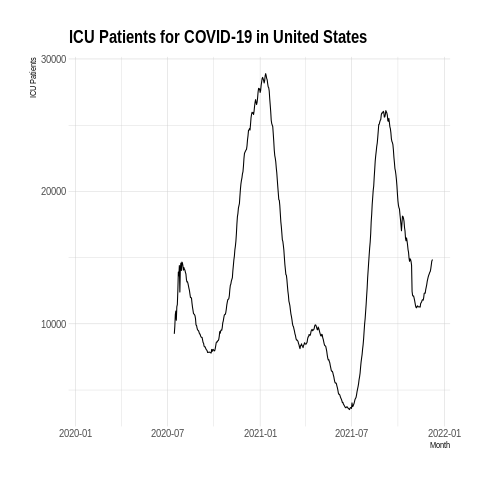 ICU Patients for COVID-19 in United States
ICU Patients
30000
20000
10000
2020-01 2020-07 2021-01 2021-07 2022-01
Month